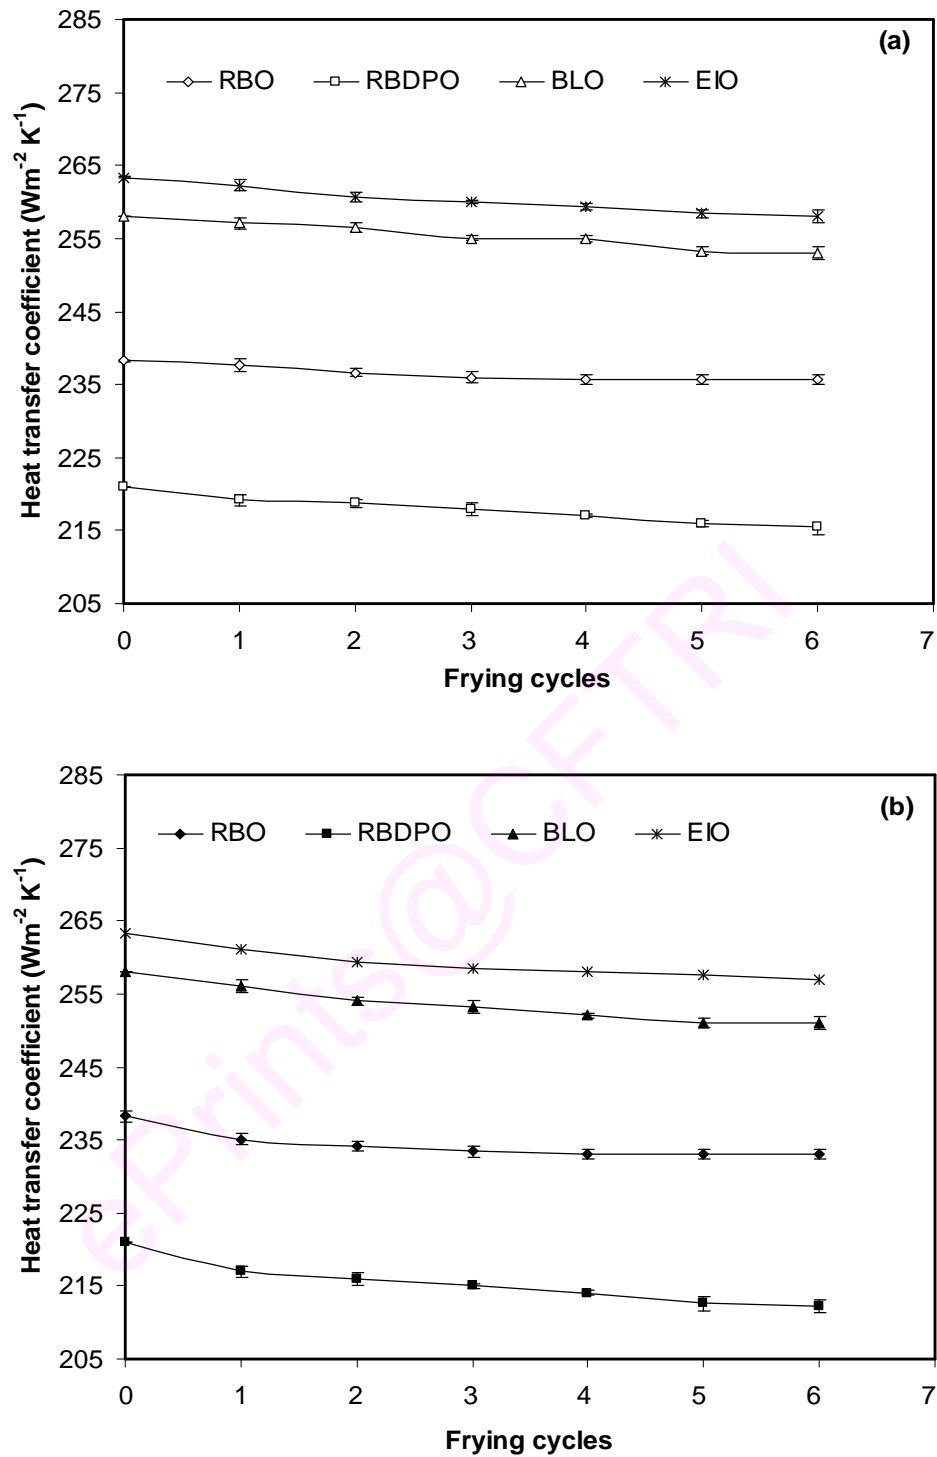 (a)
RBO RBDPO BLO EIO
Heat transfer coefficient (Wm⁻² K⁻¹)
285
275
265
255
245
235
225
215
205
0 1 2 3 4 5 6 7
Frying cycles
(b)
RBO RBDPO BLO EIO
Heat transfer coefficient (Wm⁻² K⁻¹)
285
275
265
255
245
235
225
215
205
0 1 2 3 4 5 6 7
Frying cycles
ePrints@CFTRI